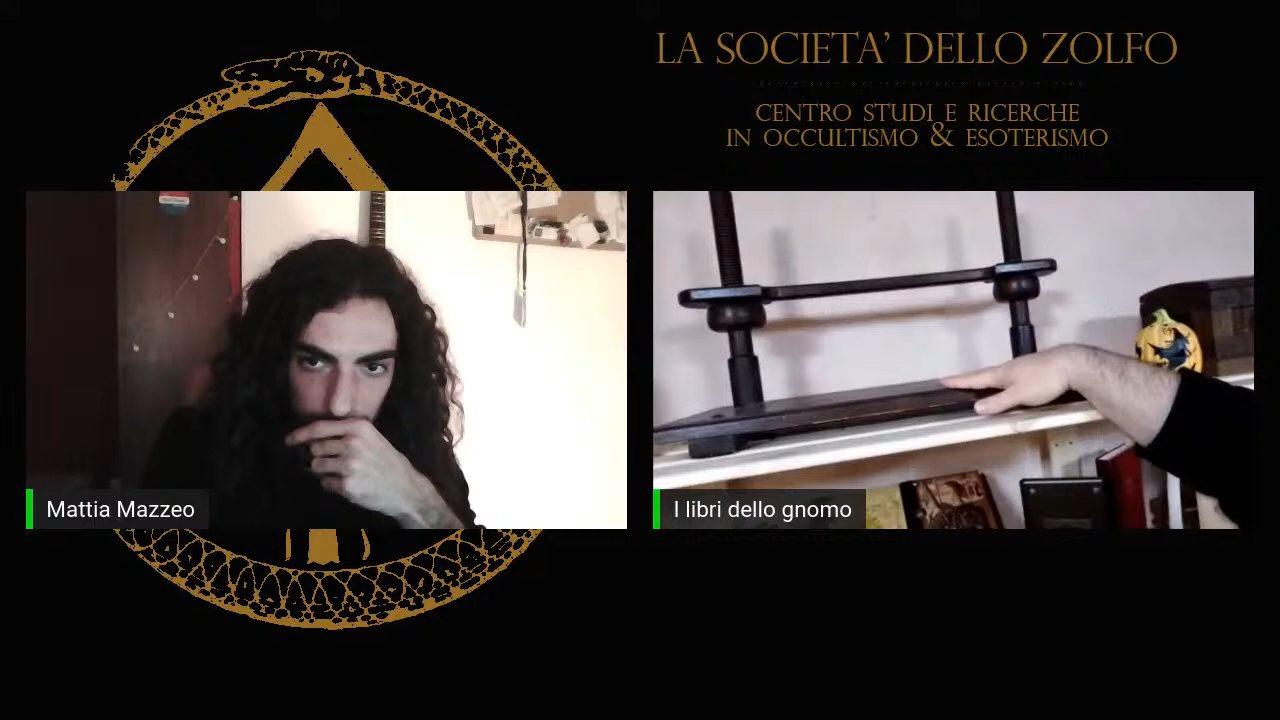 LA SOCIETA' DELLO ZOLFO
CENTRO STUDI E RICERCHE
IN OCCULTISMO & ESOTERISMO
Mattia Mazzeo
I libri dello gnomo